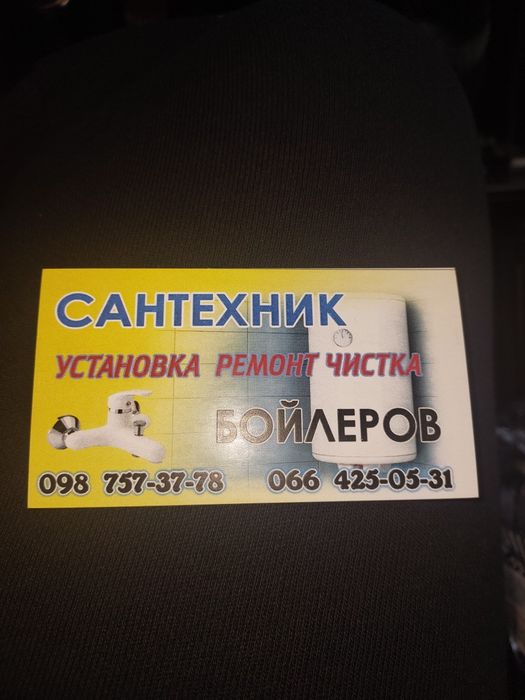 САНТЕХНИК
УСТАНОВКА РЕМОНТ ЧИСТКА
БОЙЛЕРОВ
098 757-37-78 066 425-05-31